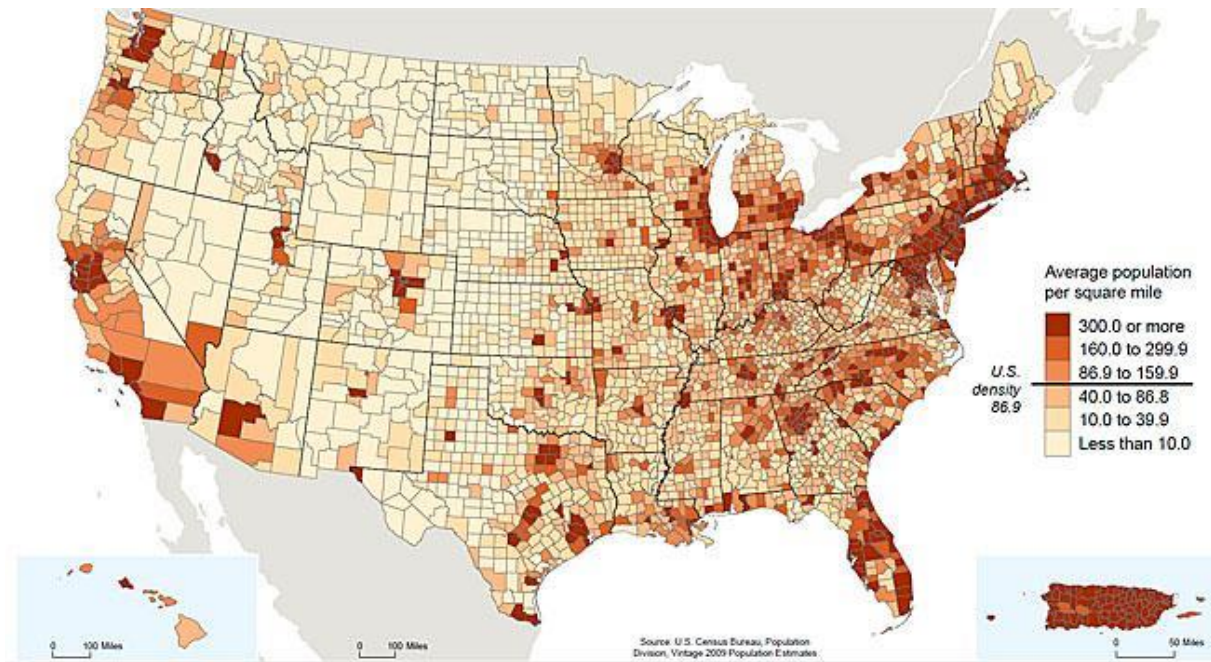 Average population
per square mile
300.0 or more
160.0 to 299.9
86.9 to 159.9
U.S.
density
86.9
40.0 to 86.8
10.0 to 39.9
Less than 10.0
0 100 Miles
0 100 Miles
Source: U.S. Census Bureau, Population
Division, Vintage 2009 Population Estimates
0 50 Miles